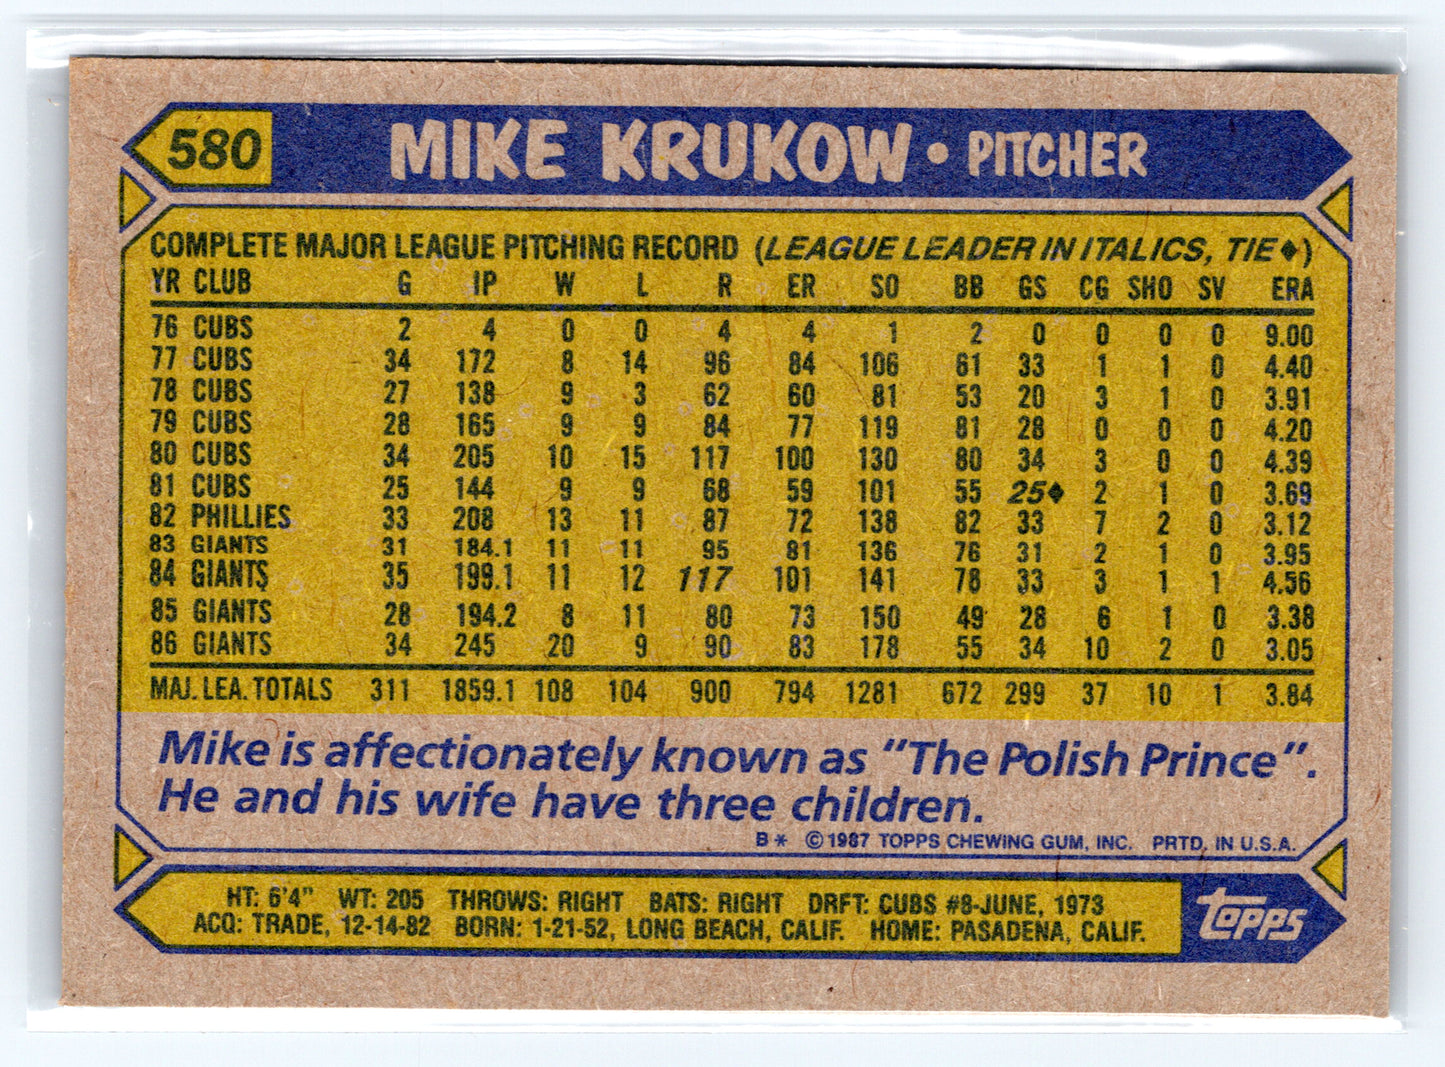 580 MIKE KRUKOW • PITCHER
COMPLETE MAJOR LEAGUE PITCHING RECORD (LEAGUE LEADER IN ITALICS, TIE♦)
YR CLUB G IP W L R ER SO BB GS CG SHO SV ERA
76 CUBS 2 4 0 0 4 4 1 2 0 0 0 0 9.00
77 CUBS 34 172 8 14 96 84 106 61 33 1 1 0 4.40
78 CUBS 27 138 9 3 62 60 81 53 20 3 1 0 3.91
79 CUBS 28 165 9 9 84 77 119 81 28 0 0 0 4.20
80 CUBS 34 205 10 15 117 100 130 80 34 3 0 0 4.39
81 CUBS 25 144 9 9 68 59 101 55 25♦ 2 1 0 3.69
82 PHILLIES 33 208 13 11 87 72 138 82 33 7 2 0 3.12
83 GIANTS 31 184.1 11 11 95 81 136 76 31 2 1 0 3.95
84 GIANTS 35 199.1 11 12 117 101 141 78 33 3 1 1 4.56
85 GIANTS 28 194.2 8 11 80 73 150 49 28 6 1 0 3.38
86 GIANTS 34 245 20 9 90 83 178 55 34 10 2 0 3.05
MAJ. LEA. TOTALS 311 1859.1 108 104 900 794 1281 672 299 37 10 1 3.84
Mike is affectionately known as "The Polish Prince".
He and his wife have three children.
B* ©1987 TOPPS CHEWING GUM, INC. PRTD. IN U.S.A.
HT: 6'4" WT: 205 THROWS: RIGHT BATS: RIGHT DRFT: CUBS #8-JUNE, 1973
ACQ: TRADE, 12-14-82 BORN: 1-21-52, LONG BEACH, CALIF. HOME: PASADENA, CALIF.
topps